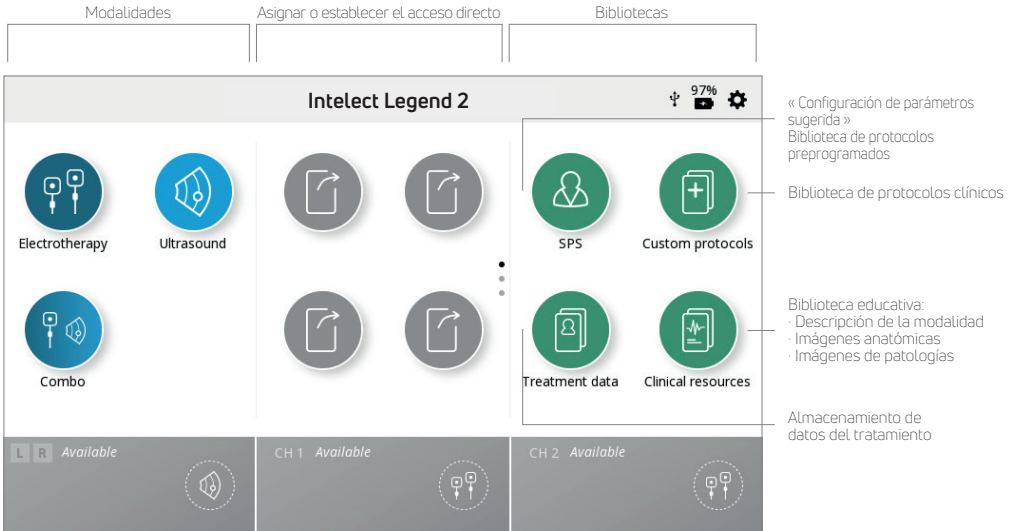 Modalidades
Asignar o establecer el acceso directo
Bibliotecas
Intelect Legend 2
97%
« Configuración de parámetros
sugerida »
Biblioteca de protocolos
preprogramados
Biblioteca de protocolos clínicos
Electrotherapy
Ultrasound
SPS
Custom protocols
Biblioteca educativa:
· Descripción de la modalidad
· Imágenes anatómicas
· Imágenes de patologías
Combo
Treatment data
Clinical resources
Almacenamiento de
datos del tratamiento
L R Available
CH 1 Available
CH 2 Available